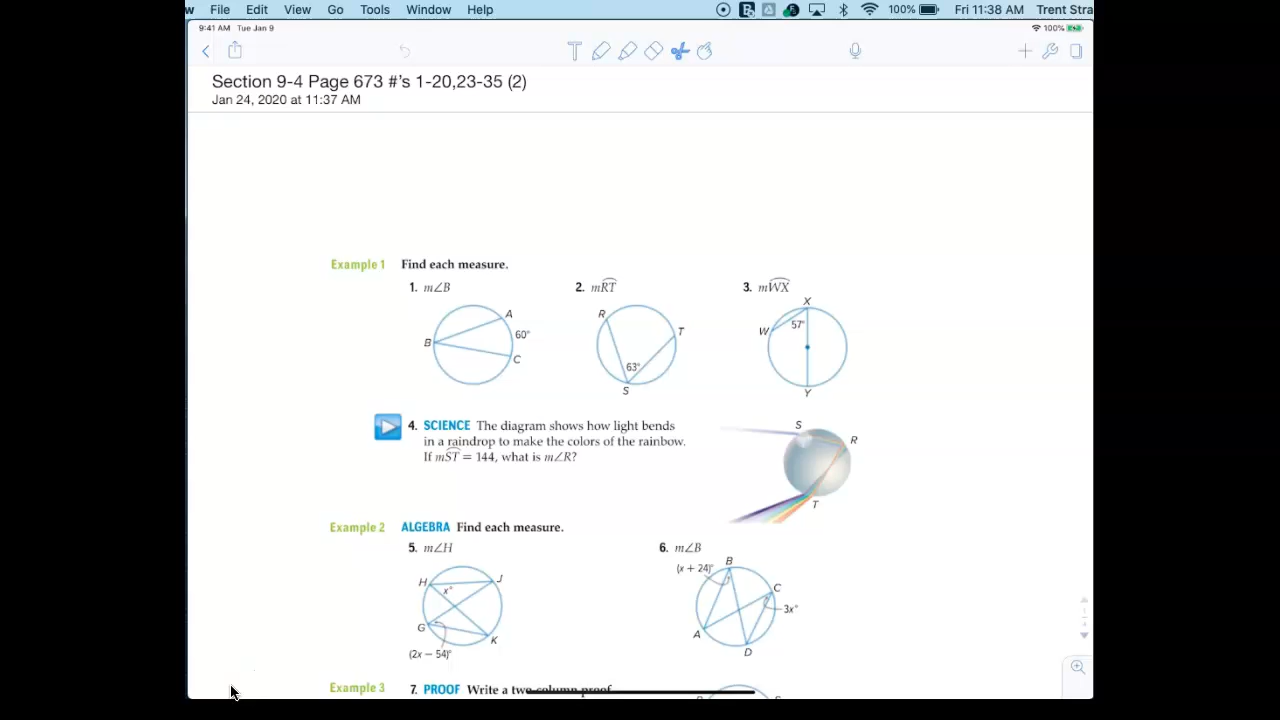 w File Edit View Go Tools Window Help 100% Fri 11:38 AM Trent Stra
9:41 AM Tue Jan 9 100%
Section 9-4 Page 673 #'s 1-20,23-35 (2)
Jan 24, 2020 at 11:37 AM
Example 1 Find each measure.
1. m∠B 2. mRT 3. mWX
A B C 60°
R T S 63°
X W Y 57°
4. SCIENCE The diagram shows how light bends
in a raindrop to make the colors of the rainbow.
If mST = 144, what is m∠R?
S R T
Example 2 ALGEBRA Find each measure.
5. m∠H 6. m∠B
H J G K x° (2x − 54)°
(x + 24)° B C 3x° A D
Example 3 7. PROOF Write a two-column proof.